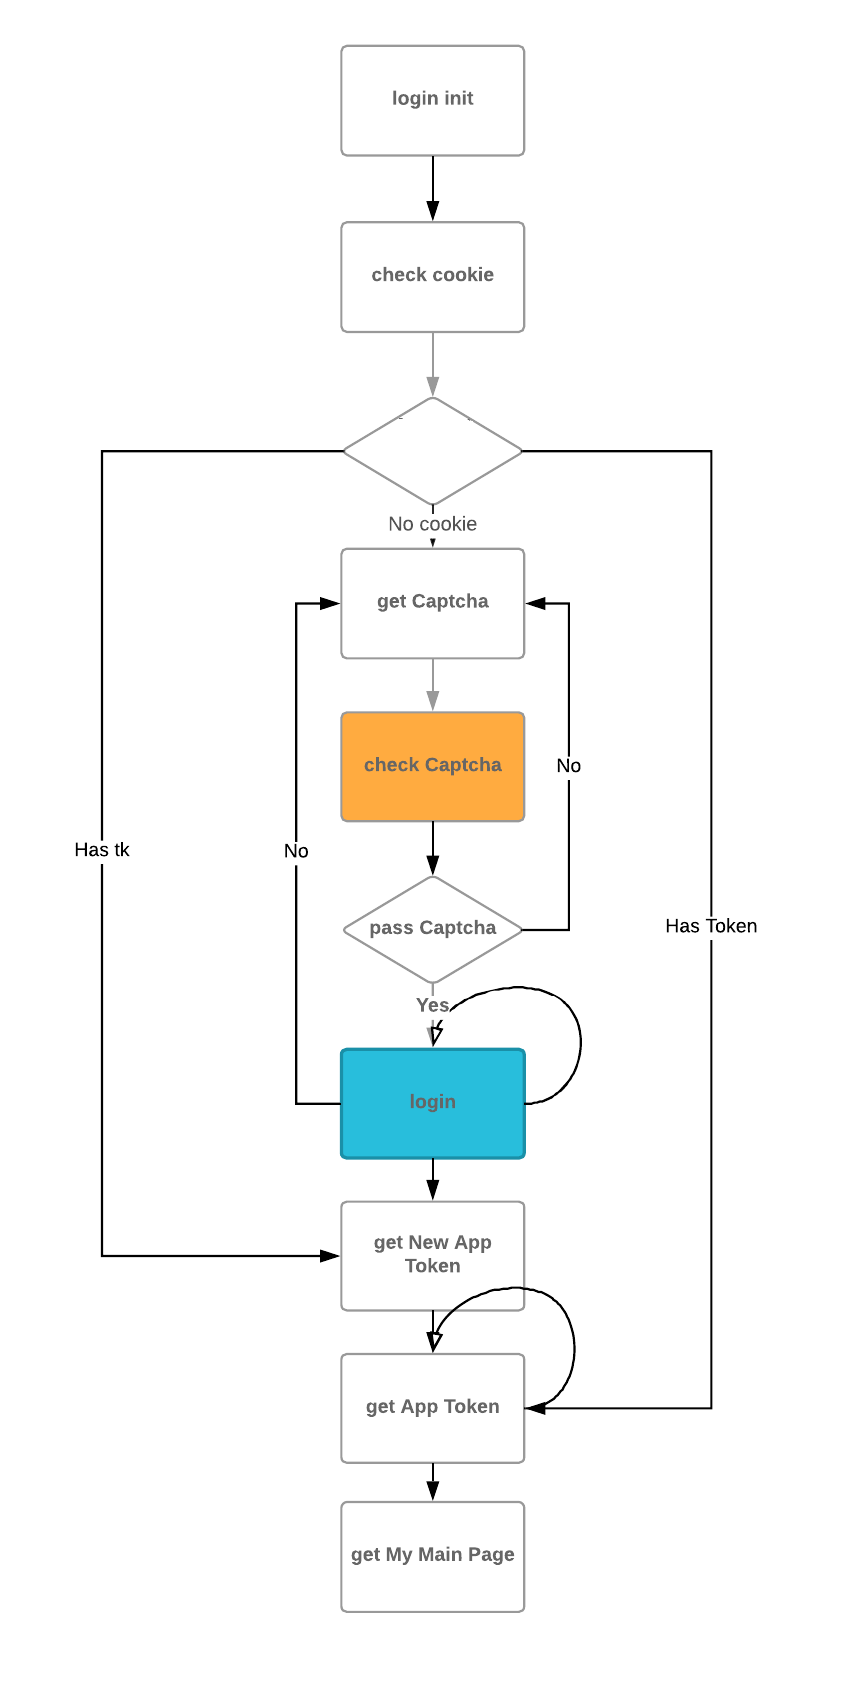 login init
check cookie
No cookie
get Captcha
check Captcha
No
Has tk
No
pass Captcha
Has Token
Yes
login
get New App
Token
get App Token
get My Main Page